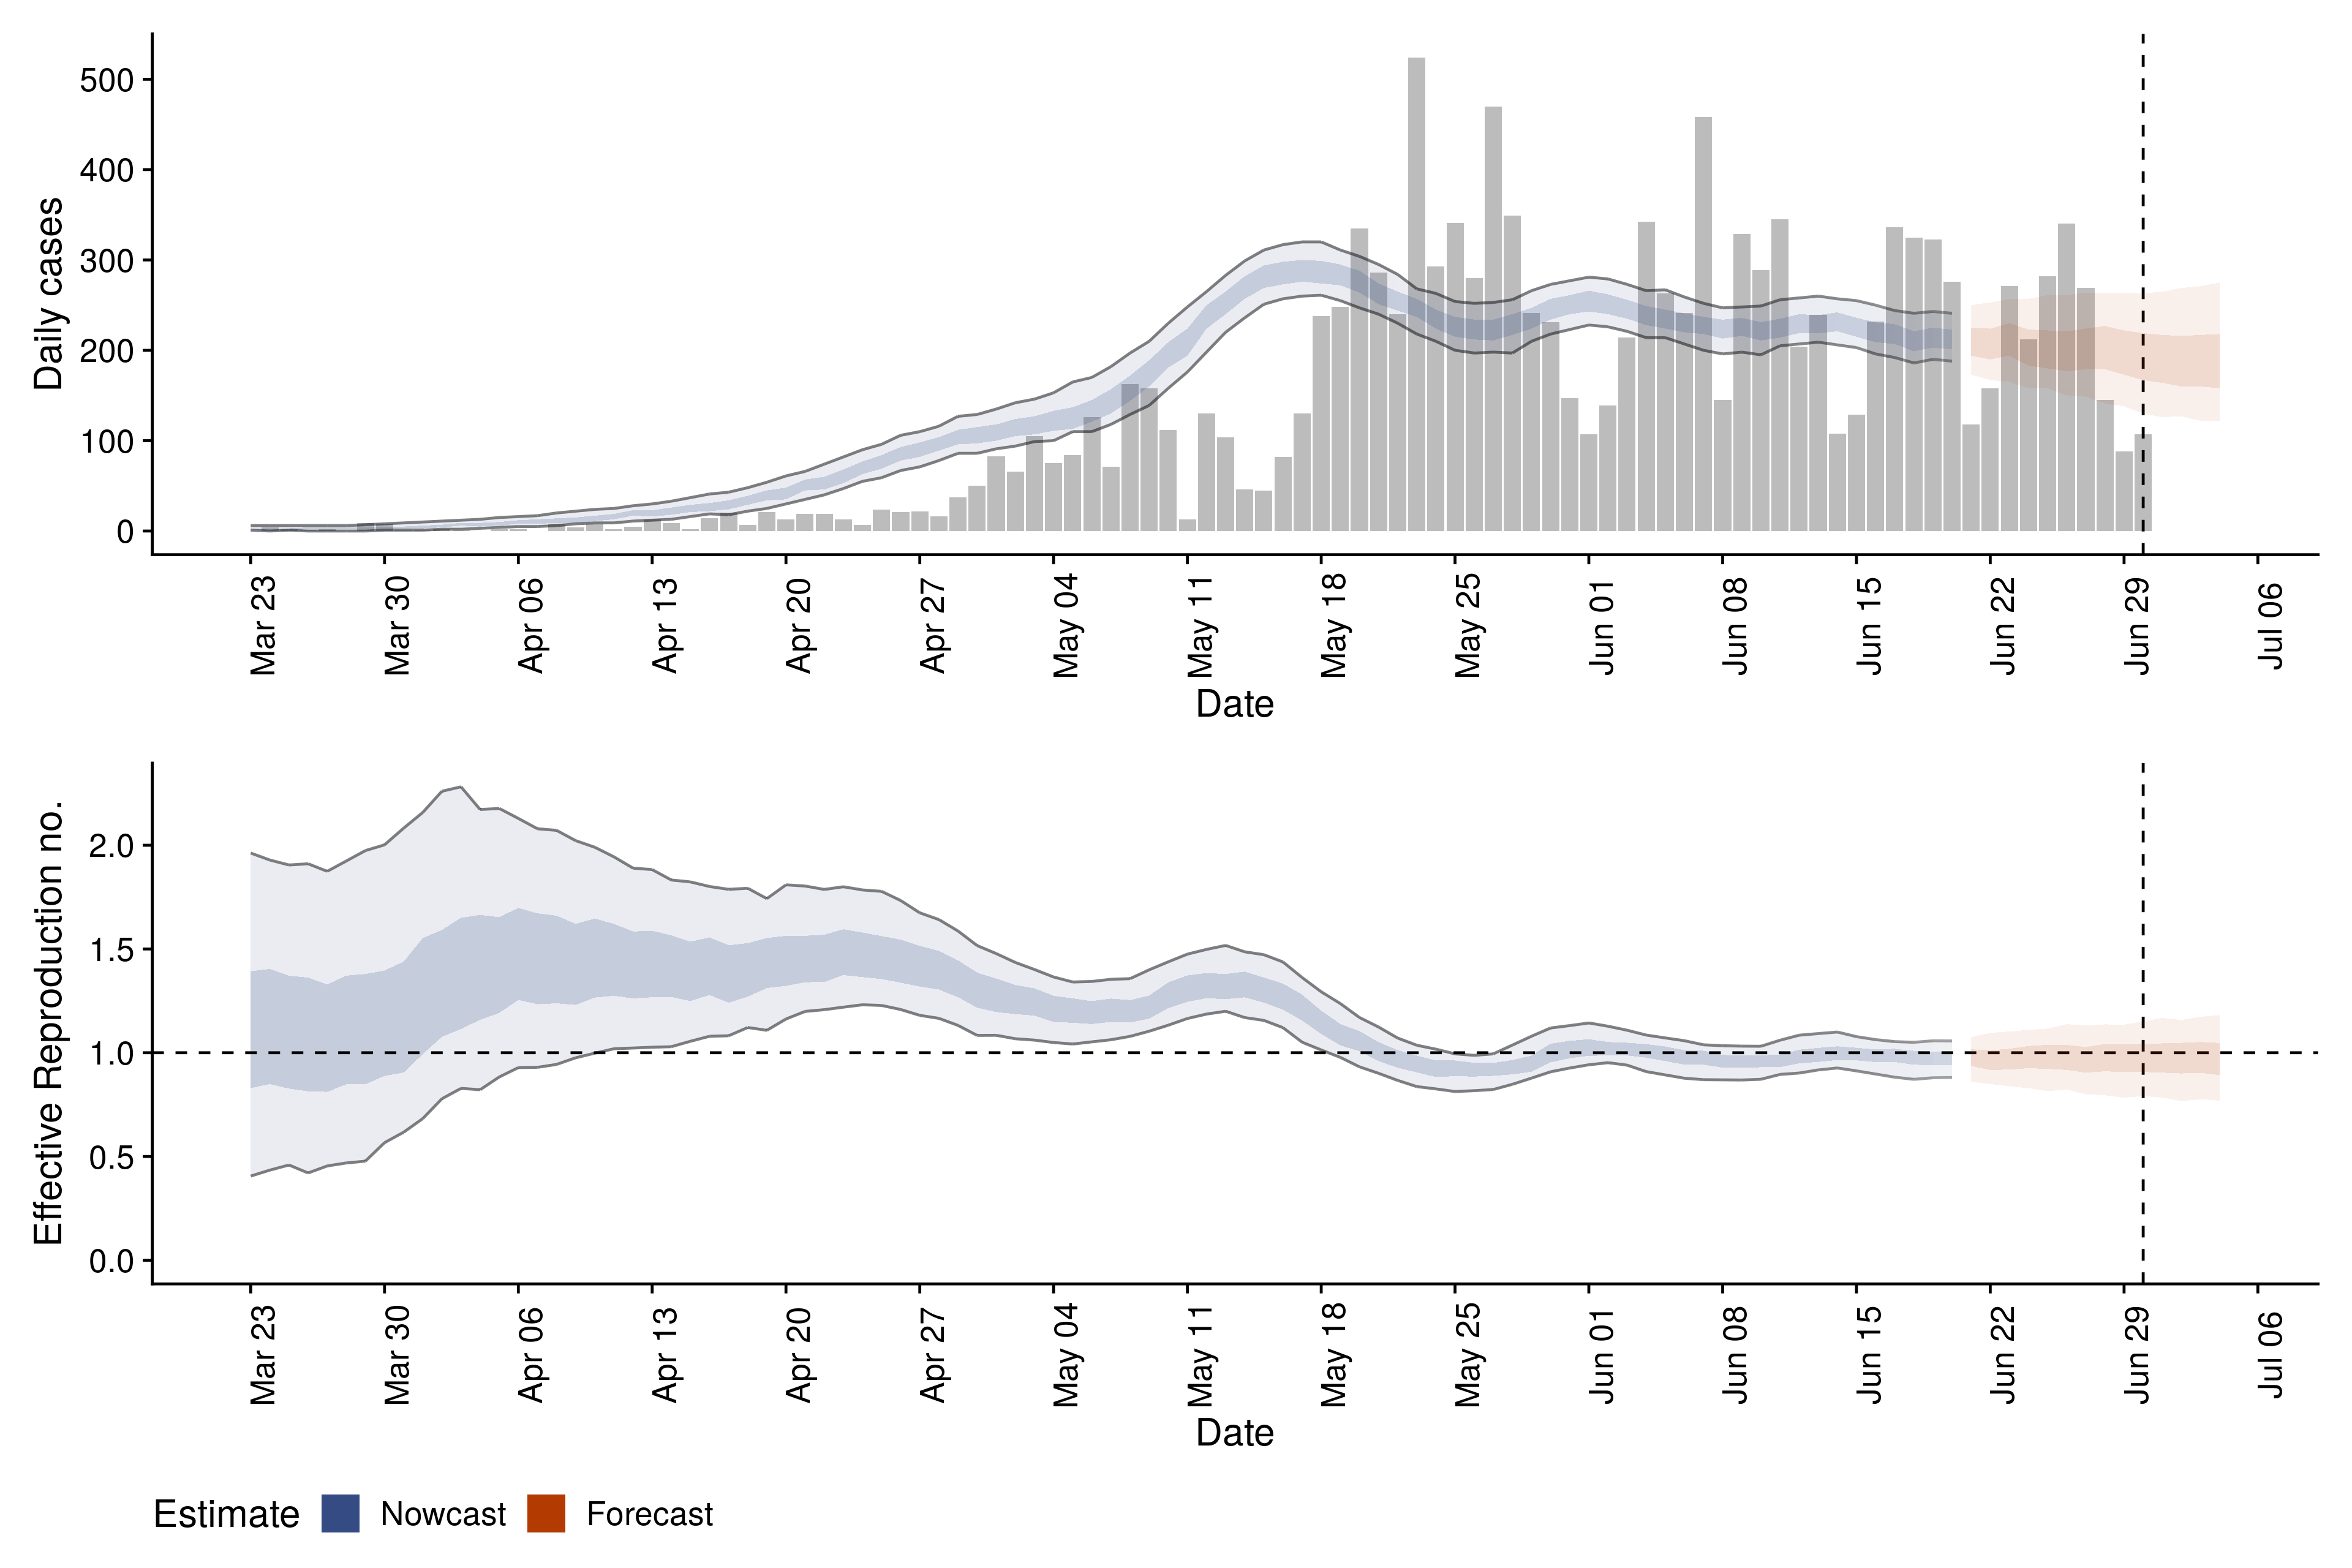 Daily cases
500
400
300
200
100
0
Mar 23
Mar 30
Apr 06
Apr 13
Apr 20
Apr 27
May 04
May 11
May 18
May 25
Jun 01
Jun 08
Jun 15
Jun 22
Jun 29
Jul 06
Date
Effective Reproduction no.
2.0
1.5
1.0
0.5
0.0
Mar 23
Mar 30
Apr 06
Apr 13
Apr 20
Apr 27
May 04
May 11
May 18
May 25
Jun 01
Jun 08
Jun 15
Jun 22
Jun 29
Jul 06
Date
Estimate Nowcast Forecast